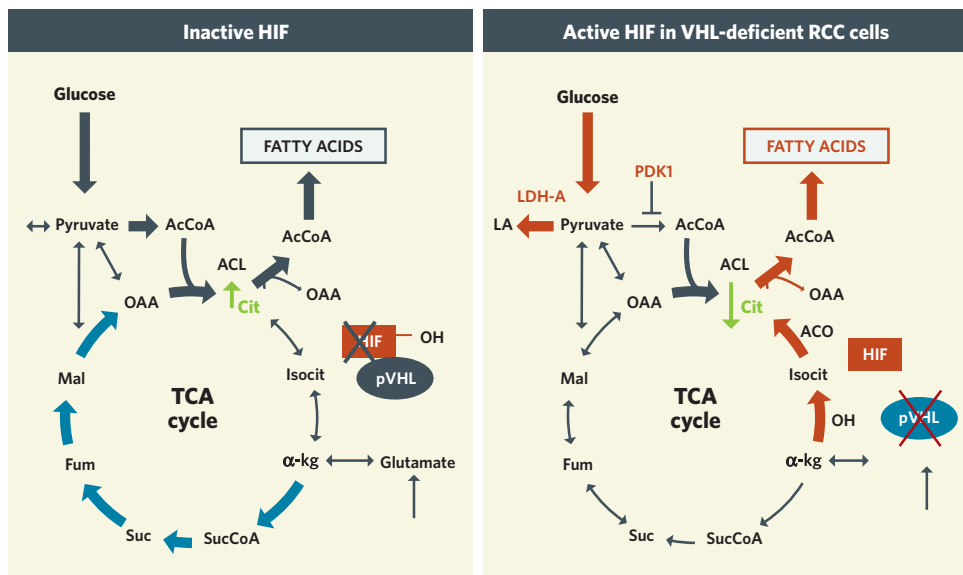 Inactive HIF
Glucose
FATTY ACIDS
Pyruvate
AcCoA
AcCoA
ACL
OAA
Cit
OAA
HIF
OH
pVHL
Mal
Isocit
TCA
cycle
Fum
α-kg
Glutamate
Suc
SucCoA
Active HIF in VHL-deficient RCC cells
Glucose
FATTY ACIDS
PDK1
LDH-A
LA
Pyruvate
AcCoA
AcCoA
ACL
OAA
Cit
OAA
ACO
HIF
Mal
Isocit
TCA
cycle
OH
pVHL
Fum
α-kg
Suc
SucCoA